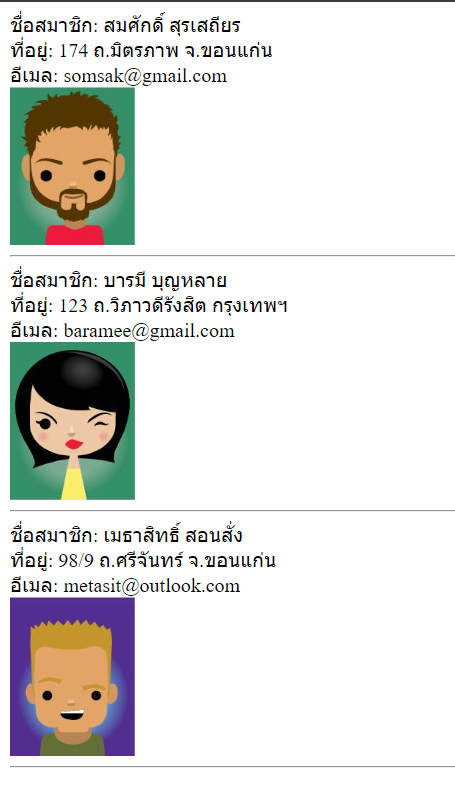 ชื่อสมาชิก: สมศักดิ์ สุรเสถียร
ที่อยู่: 174 ถ.มิตรภาพ จ.ขอนแก่น
อีเมล: somsak@gmail.com
ชื่อสมาชิก: บารมี บุญหลาย
ที่อยู่: 123 ถ.วิภาวดีรังสิต กรุงเทพฯ
อีเมล: baramee@gmail.com
ชื่อสมาชิก: เมธาสิทธิ์ สอนสั่ง
ที่อยู่: 98/9 ถ.ศรีจันทร์ จ.ขอนแก่น
อีเมล: metasit@outlook.com